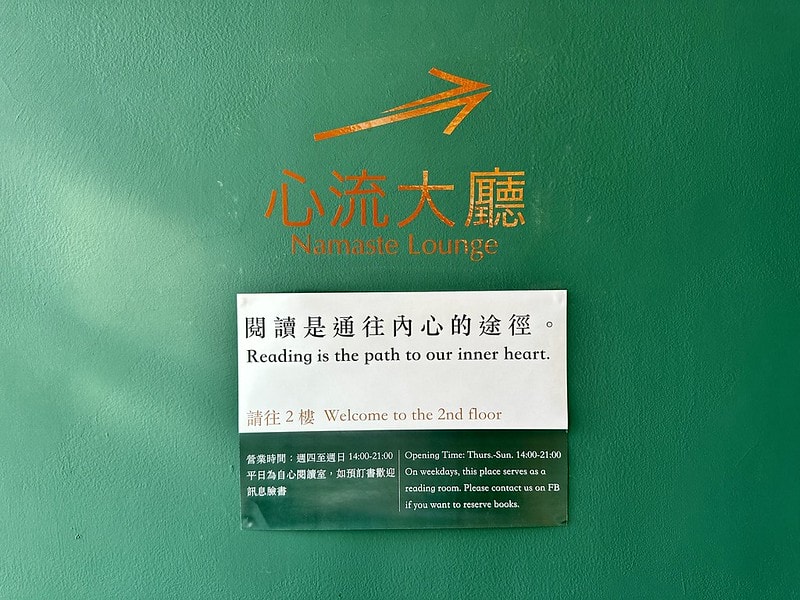 心流大廳
Namaste Lounge
閱讀是通往內心的途徑。
Reading is the path to our inner heart.
請往2樓 Welcome to the 2nd floor
營業時間：週四至週日 14:00-21:00
平日為自心閱讀室，如預訂書歡迎
訊息臉書
Opening Time: Thurs.-Sun. 14:00-21:00
On weekdays, this place serves as a
reading room. Please contact us on FB
if you want to reserve books.